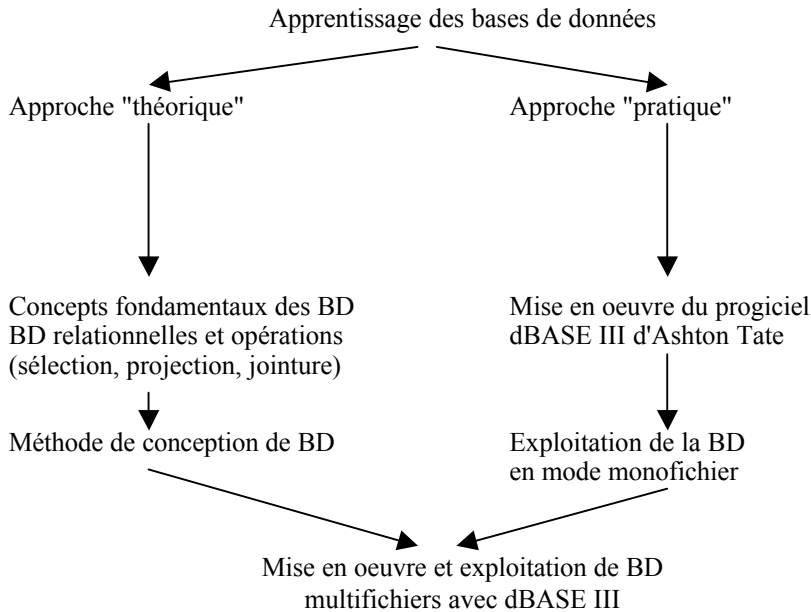 Apprentissage des bases de données
Approche "théorique"
Approche "pratique"
Concepts fondamentaux des BD
BD relationnelles et opérations
(sélection, projection, jointure)
Mise en oeuvre du progiciel
dBASE III d'Ashton Tate
Méthode de conception de BD
Exploitation de la BD
en mode monofichier
Mise en oeuvre et exploitation de BD
multifichiers avec dBASE III